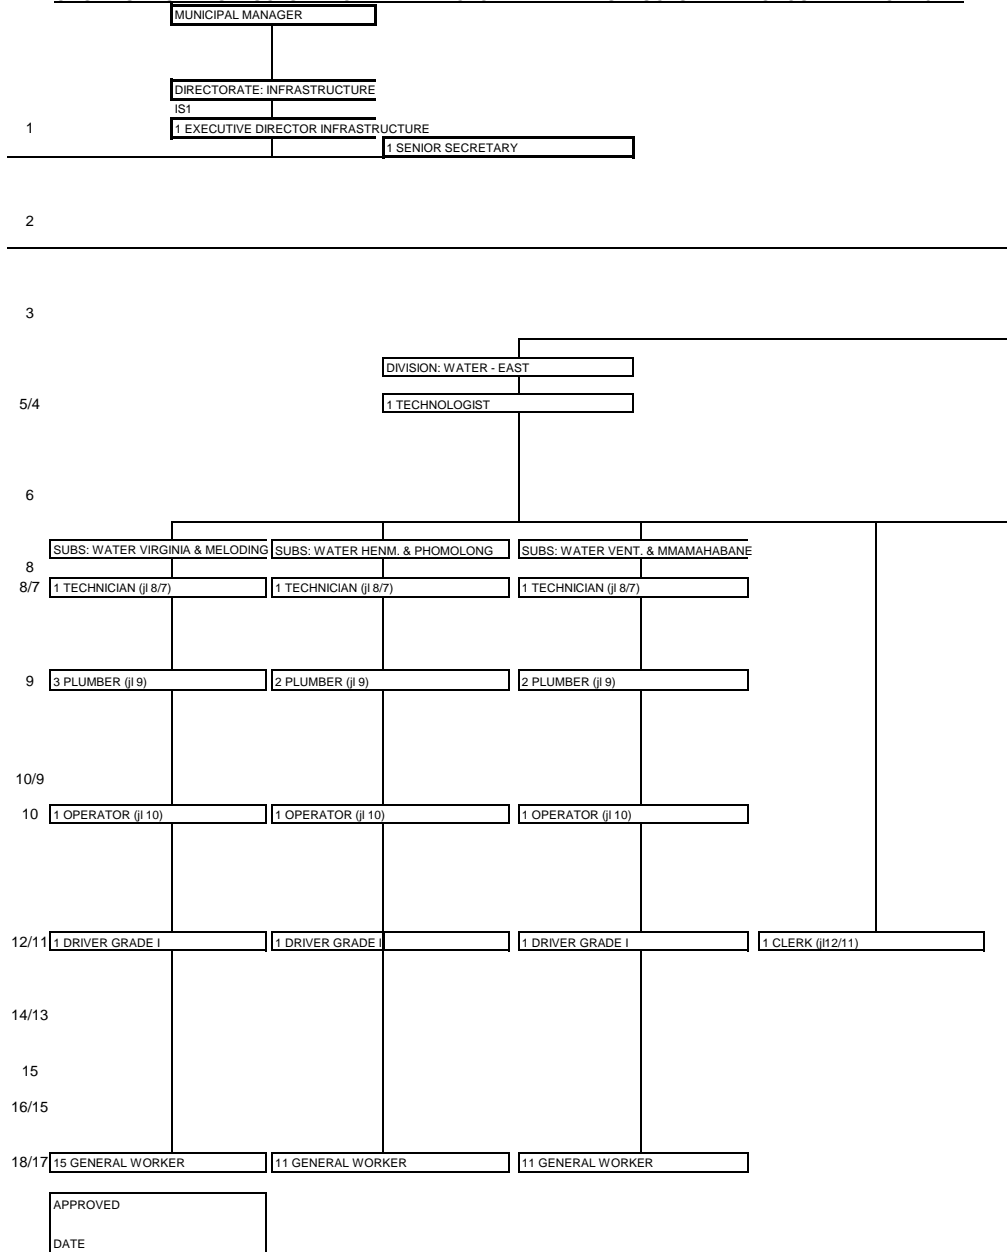 MUNICIPAL MANAGER
DIRECTORATE: INFRASTRUCTURE
IS1
1 1 EXECUTIVE DIRECTOR INFRASTRUCTURE
1 SENIOR SECRETARY
2
3
DIVISION: WATER - EAST
5/4 1 TECHNOLOGIST
6
SUBS: WATER VIRGINIA & MELODING SUBS: WATER HENM. & PHOMOLONG SUBS: WATER VENT. & MMAMAHABANE
8
8/7 1 TECHNICIAN (jl 8/7) 1 TECHNICIAN (jl 8/7) 1 TECHNICIAN (jl 8/7)
9 3 PLUMBER (jl 9) 2 PLUMBER (jl 9) 2 PLUMBER (jl 9)
10/9
10 1 OPERATOR (jl 10) 1 OPERATOR (jl 10) 1 OPERATOR (jl 10)
12/11 1 DRIVER GRADE I 1 DRIVER GRADE I 1 DRIVER GRADE I 1 CLERK (jl12/11)
14/13
15
16/15
18/17 15 GENERAL WORKER 11 GENERAL WORKER 11 GENERAL WORKER
APPROVED
DATE